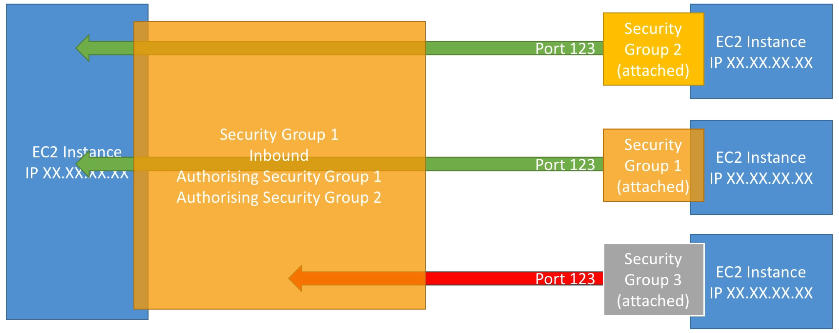 EC2 Instance
IP XX.XX.XX.XX
Security Group 1
Inbound
Authorising Security Group 1
Authorising Security Group 2
Port 123
Security
Group 2
(attached)
EC2 Instance
IP XX.XX.XX.XX
Port 123
Security
Group 1
(attached)
EC2 Instance
IP XX.XX.XX.XX
Port 123
Security
Group 3
(attached)
EC2 Instance
IP XX.XX.XX.XX